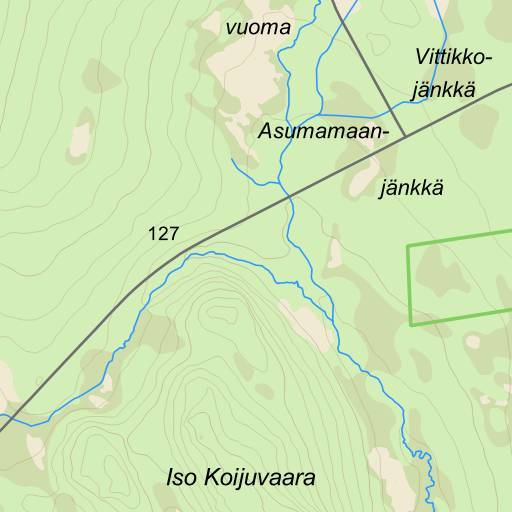 vuoma
Vittikko-
jänkkä
Asumamaan-
jänkkä
127
Iso Koijuvaara